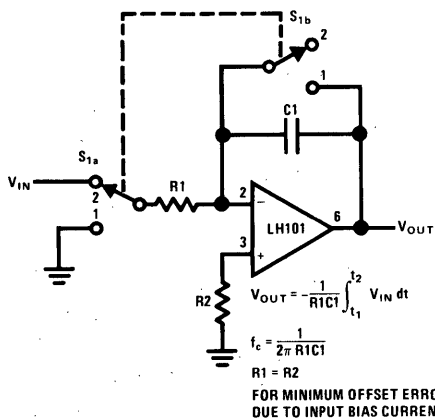 S1b
2
1
C1
S1a
VIN
2
1
R1
2
−
6
LH101
VOUT
3
+
R2
VOUT = −1/R1C1 ∫t1t2 VIN dt
fc = 1/2π R1C1
R1 = R2
FOR MINIMUM OFFSET ERRO
DUE TO INPUT BIAS CURREN